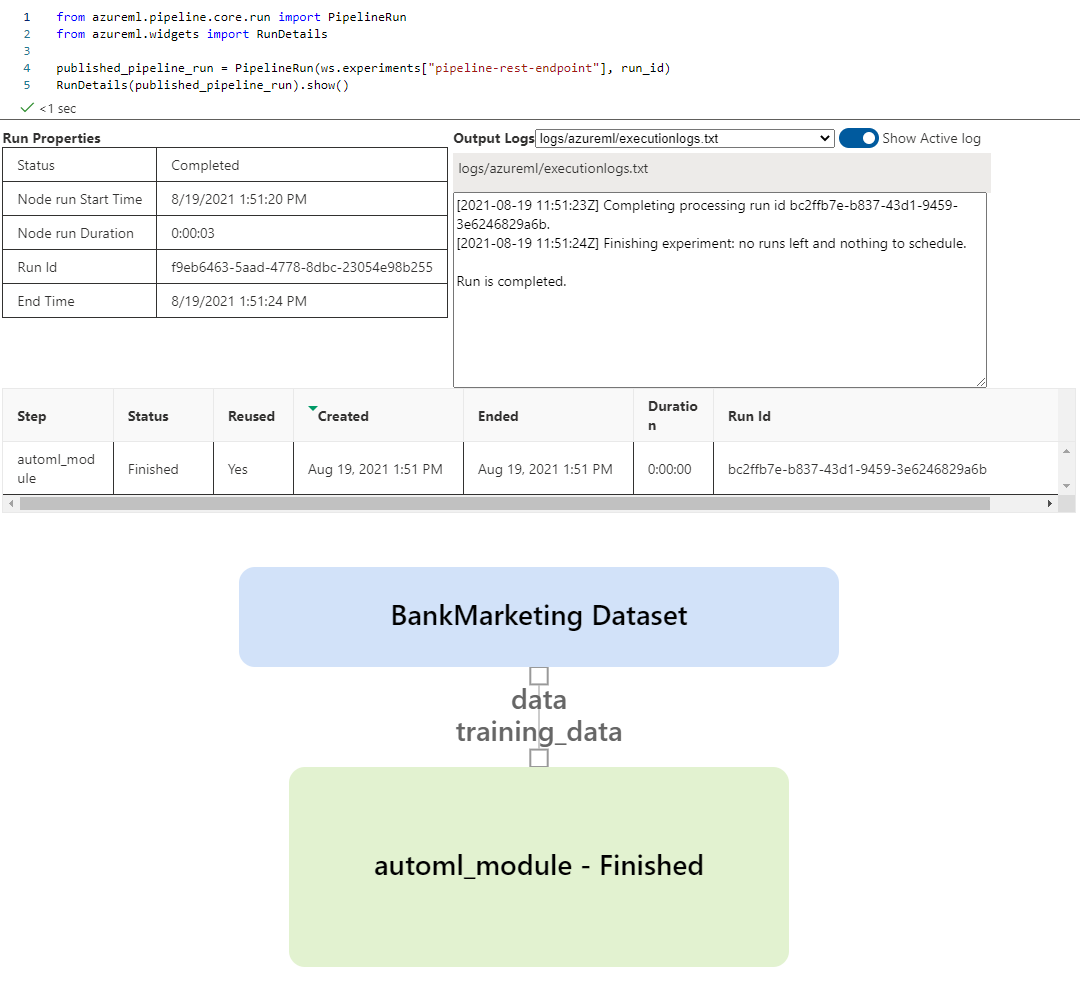 1 from azureml.pipeline.core.run import PipelineRun
2 from azureml.widgets import RunDetails
3
4 published_pipeline_run = PipelineRun(ws.experiments["pipeline-rest-endpoint"], run_id)
5 RunDetails(published_pipeline_run).show()
<1 sec
Run Properties
Status Completed
Node run Start Time 8/19/2021 1:51:20 PM
Node run Duration 0:00:03
Run Id f9eb6463-5aad-4778-8dbc-23054e98b255
End Time 8/19/2021 1:51:24 PM
Output Logs logs/azureml/executionlogs.txt Show Active log
logs/azureml/executionlogs.txt
[2021-08-19 11:51:23Z] Completing processing run id bc2ffb7e-b837-43d1-9459-
3e6246829a6b.
[2021-08-19 11:51:24Z] Finishing experiment: no runs left and nothing to schedule.
Run is completed.
Step Status Reused Created Ended Duratio
n Run Id
automl_mod
ule Finished Yes Aug 19, 2021 1:51 PM Aug 19, 2021 1:51 PM 0:00:00 bc2ffb7e-b837-43d1-9459-3e6246829a6b
BankMarketing Dataset
data
training_data
automl_module - Finished